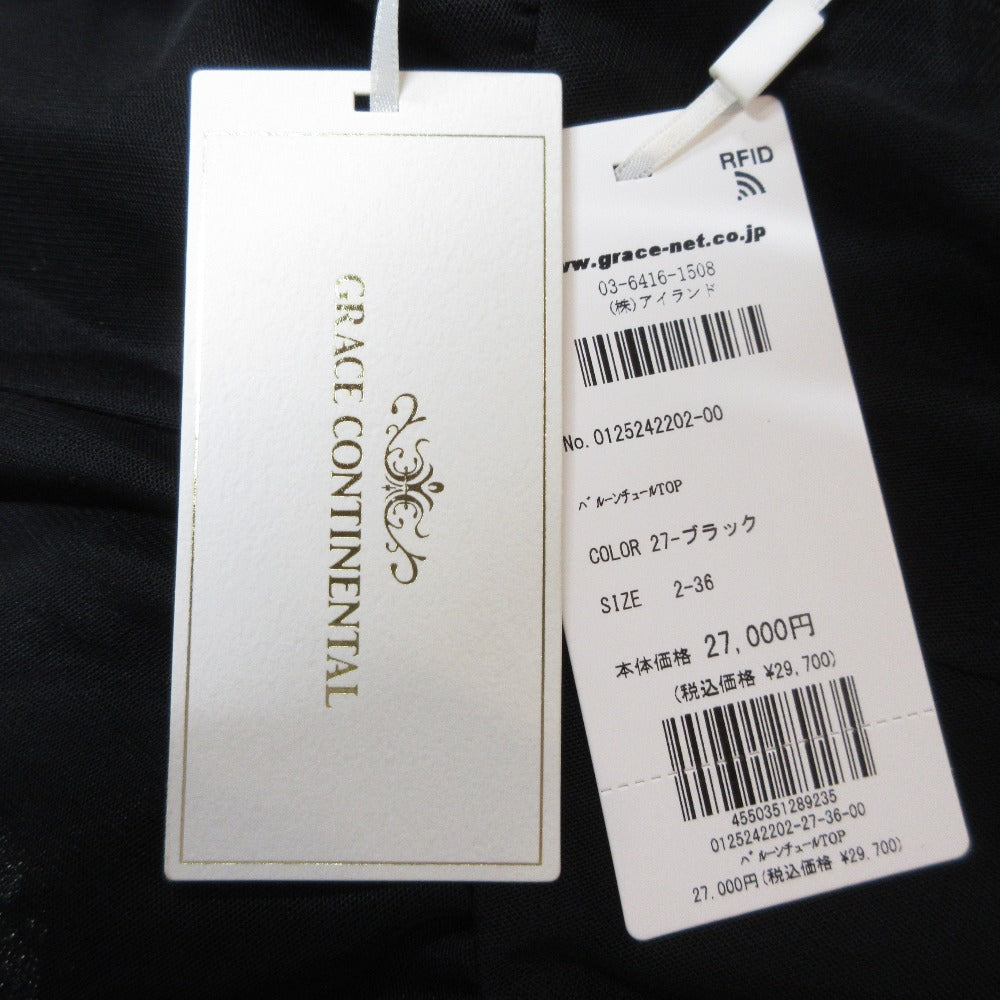 GRACE CONTINENTAL
RFID
www.grace-net.co.jp
03-6416-1508
(株)アイランド
No.0125242202-00
バルーンチュールTOP
COLOR 27-ブラック
SIZE 2-36
本体価格 27,000円
(税込価格 ¥29,700)
4550351289235
0125242202-27-36-00
バルーンチュールTOP
27,000円(税込価格 ¥29,700)